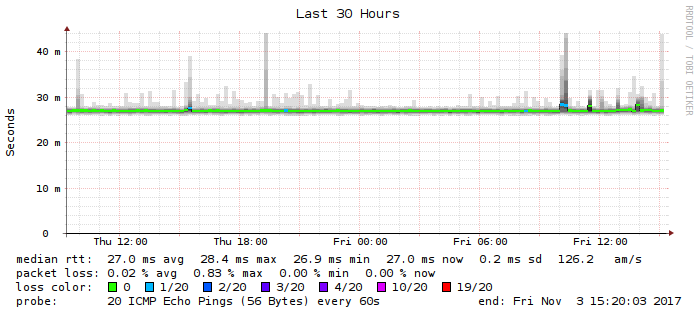 Last 30 Hours
RRDTOOL / TOBI OETIKER
Seconds
40 m
30 m
20 m
10 m
0
Thu 12:00 Thu 18:00 Fri 00:00 Fri 06:00 Fri 12:00
median rtt: 27.0 ms avg 28.4 ms max 26.9 ms min 27.0 ms now 0.2 ms sd 126.2 am/s
packet loss: 0.02 % avg 0.83 % max 0.00 % min 0.00 % now
loss color: 0 1/20 2/20 3/20 4/20 10/20 19/20
probe: 20 ICMP Echo Pings (56 Bytes) every 60s end: Fri Nov 3 15:20:03 2017